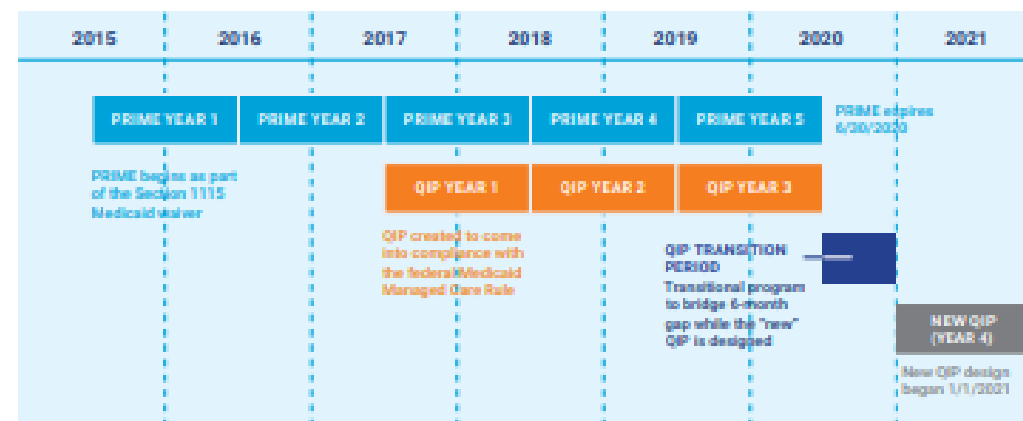 2015 2016 2017 2018 2019 2020 2021
PRIME YEAR 1 PRIME YEAR 2 PRIME YEAR 3 PRIME YEAR 4 PRIME YEAR 5
PRIME expires
6/30/2020
PRIME begins as part
of the Section 1115
Medicaid waiver
QIP YEAR 1 QIP YEAR 2 QIP YEAR 3
QIP created to come
into compliance with
the federal Medicaid
Managed Care Rule
QIP TRANSITION
PERIOD
Transitional program
to bridge 6-month
gap while the "new"
QIP is designed
NEW QIP
(YEAR 4)
New QIP design
began 1/1/2021